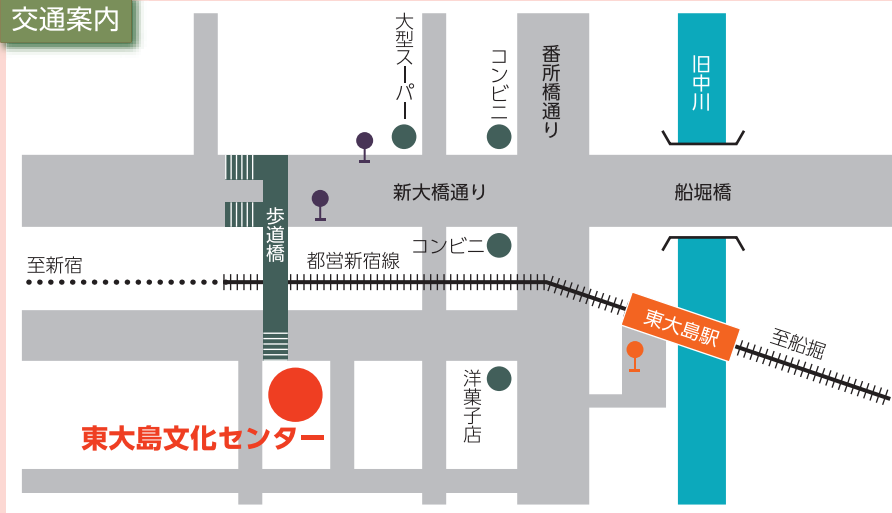 交通案内
大型スーパー
コンビニ
番所橋通り
旧中川
新大橋通り
船堀橋
歩道橋
コンビニ
都営新宿線
至新宿
東大島駅
至船掘
洋菓子店
東大島文化センター